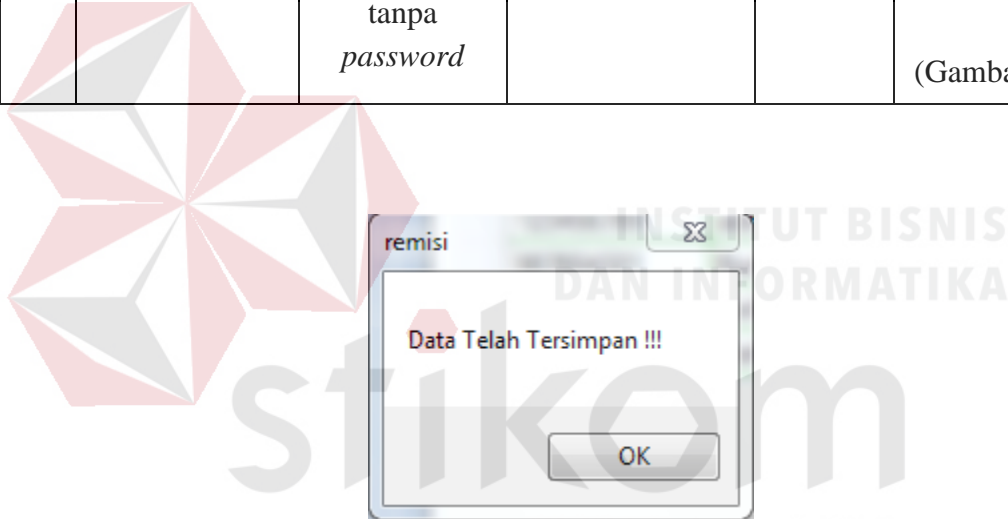 tanpa
password
(Gamba
INSTITUT BISNIS
DAN INFORMATIKA
remisi
Data Telah Tersimpan !!!
stikom
OK